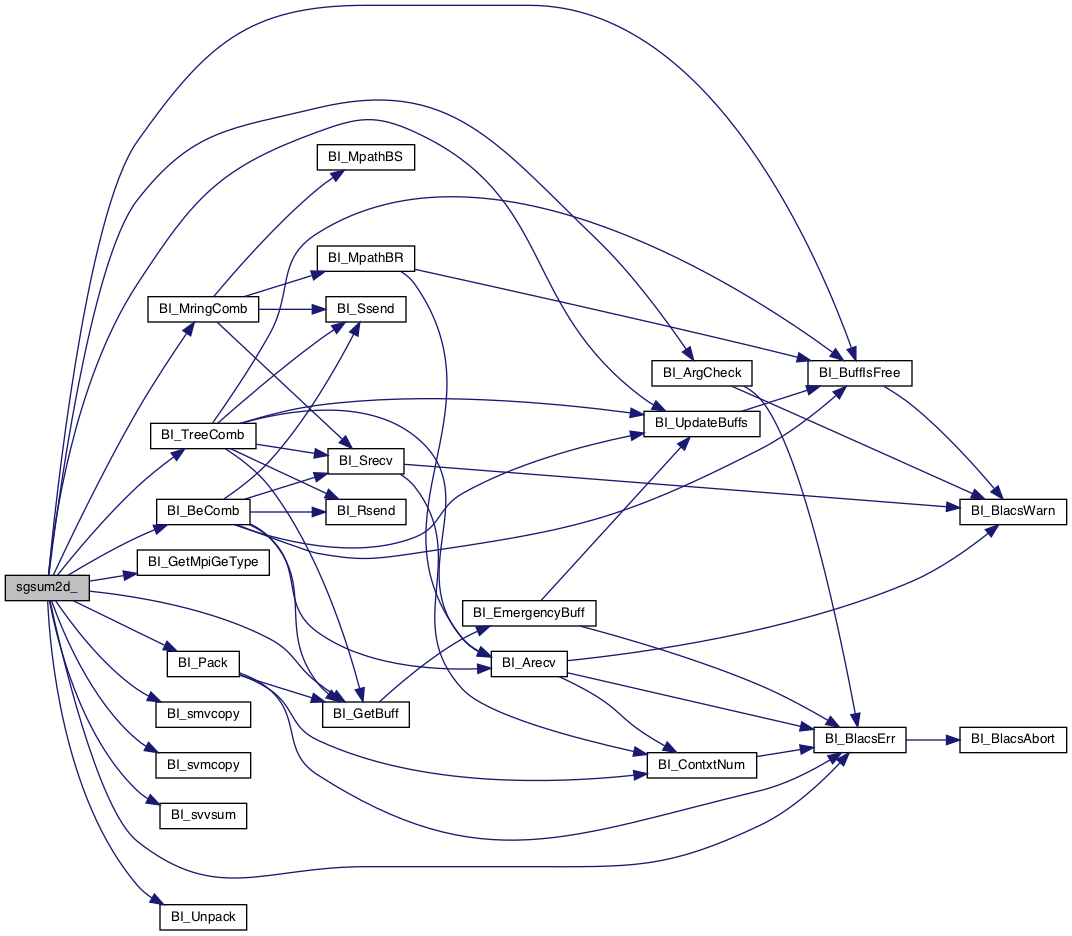 BI_MpathBS
BI_MpathBR
BI_MringComb
BI_Ssend
BI_ArgCheck
BI_BuffIsFree
BI_UpdateBuffs
BI_TreeComb
BI_Srecv
BI_BeComb
BI_Rsend
BI_BlacsWarn
BI_GetMpiGeType
sgsum2d_
BI_EmergencyBuff
BI_Pack
BI_Arecv
BI_smvcopy
BI_GetBuff
BI_BlacsErr
BI_BlacsAbort
BI_svmcopy
BI_ContxtNum
BI_svvsum
BI_Unpack